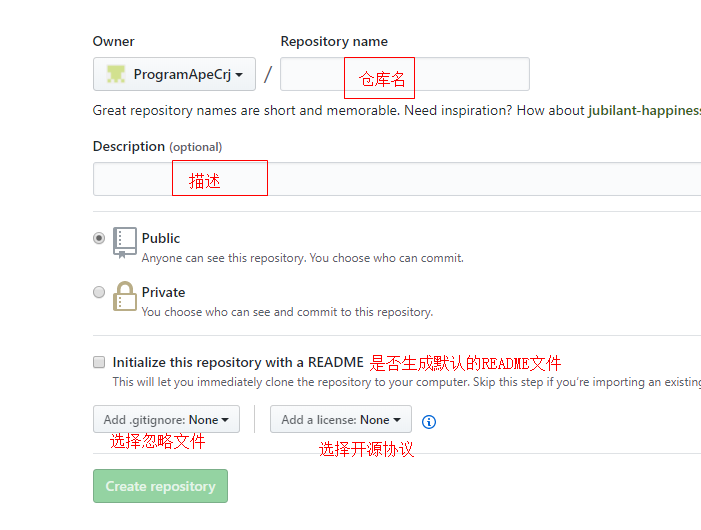 Owner Repository name
ProgramApeCrj / 仓库名
Great repository names are short and memorable. Need inspiration? How about jubilant-happiness
Description (optional)
描述
Public
Anyone can see this repository. You choose who can commit.
Private
You choose who can see and commit to this repository.
Initialize this repository with a README 是否生成默认的README文件
This will let you immediately clone the repository to your computer. Skip this step if you’re importing an existing
Add .gitignore: None Add a license: None
选择忽略文件 选择开源协议
Create repository